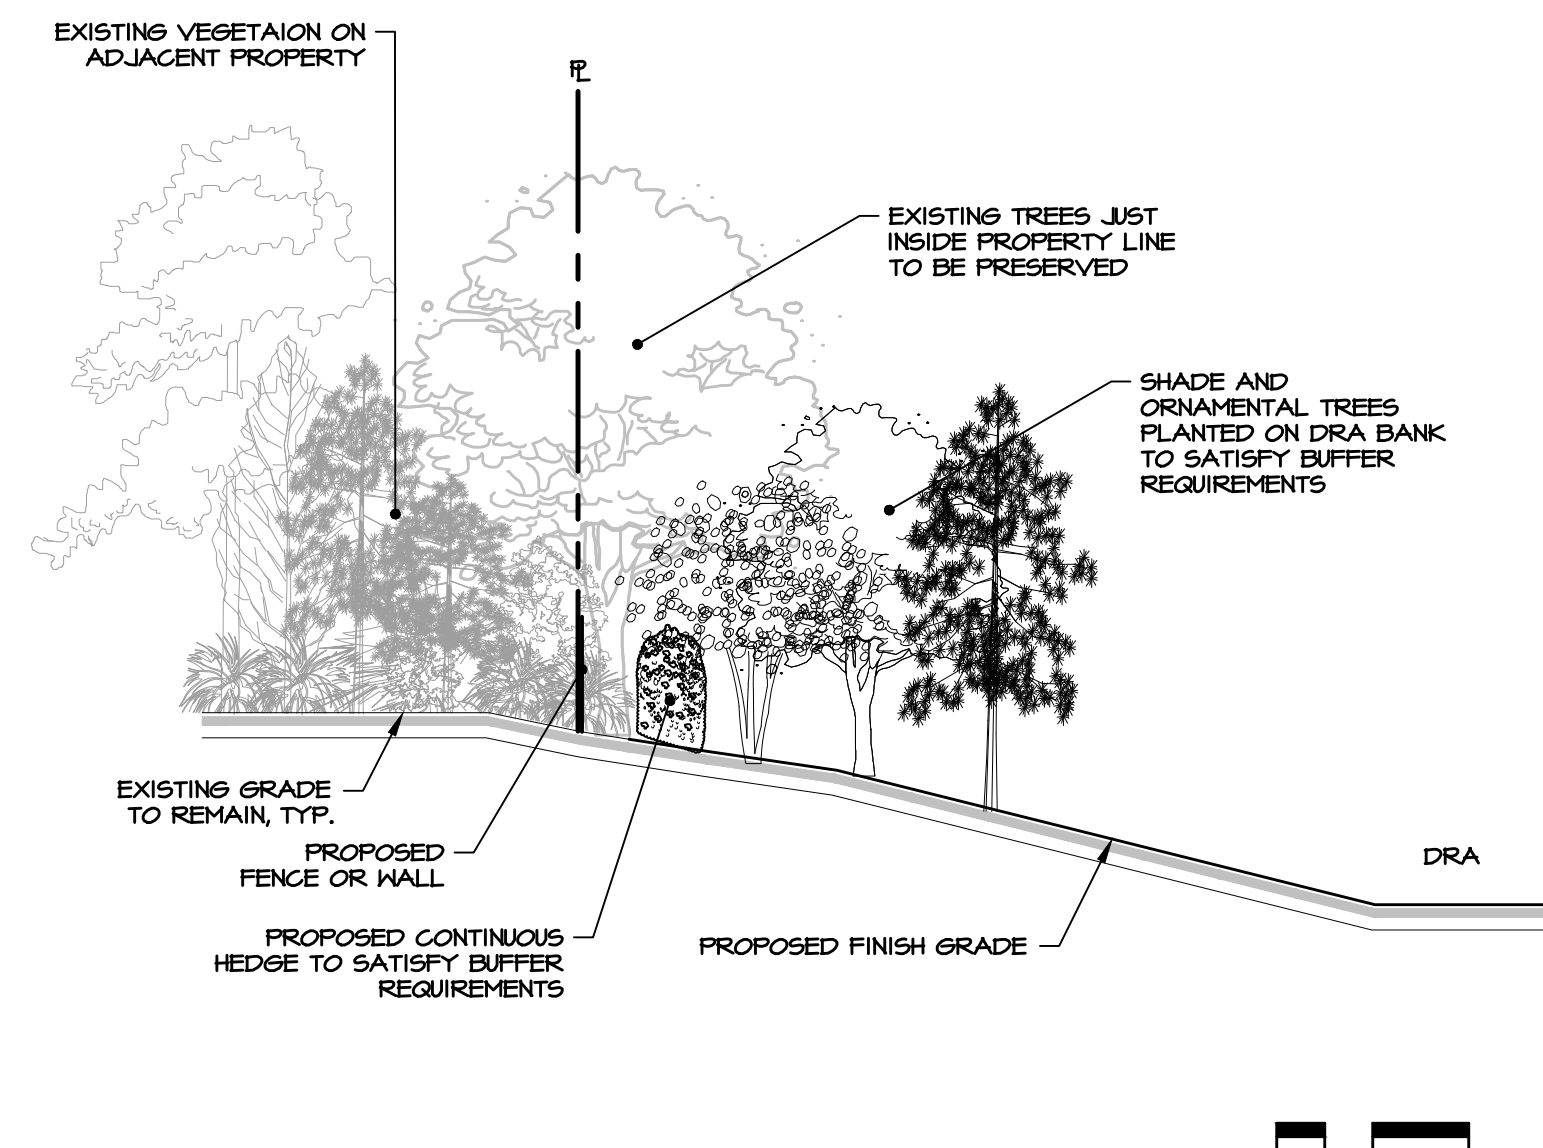 EXISTING VEGETAION ON
ADJACENT PROPERTY
PL
EXISTING TREES JUST
INSIDE PROPERTY LINE
TO BE PRESERVED
SHADE AND
ORNAMENTAL TREES
PLANTED ON DRA BANK
TO SATISFY BUFFER
REQUIREMENTS
EXISTING GRADE
TO REMAIN, TYP.
PROPOSED
FENCE OR WALL
DRA
PROPOSED CONTINUOUS
HEDGE TO SATISFY BUFFER
REQUIREMENTS
PROPOSED FINISH GRADE